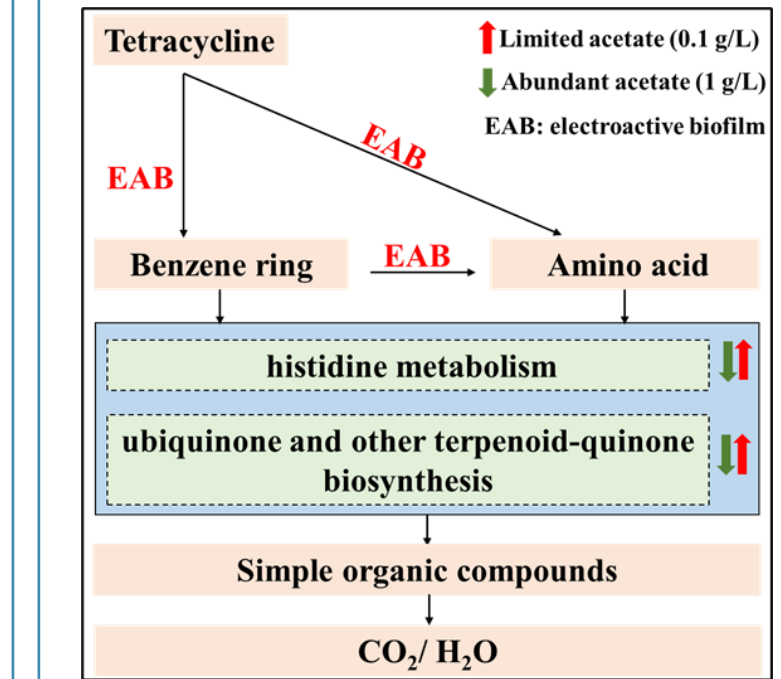 Tetracycline
Limited acetate (0.1 g/L)
Abundant acetate (1 g/L)
EAB: electroactive biofilm
EAB
EAB
Benzene ring
EAB
Amino acid
histidine metabolism
ubiquinone and other terpenoid-quinone
biosynthesis
Simple organic compounds
CO₂/ H₂O